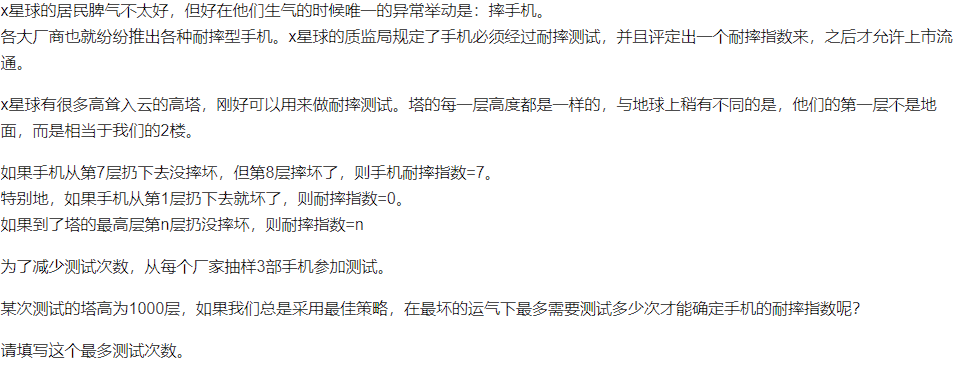 x星球的居民脾气不太好，但好在他们生气的时候唯一的异常举动是：摔手机。
各大厂商也就纷纷推出各种耐摔型手机。x星球的质监局规定了手机必须经过耐摔测试，并且评定出一个耐摔指数来，之后才允许上市流
通。
x星球有很多高耸入云的高塔，刚好可以用来做耐摔测试。塔的每一层高度都是一样的，与地球上稍有不同的是，他们的第一层不是地
面，而是相当于我们的2楼。
如果手机从第7层扔下去没摔坏，但第8层摔坏了，则手机耐摔指数=7。
特别地，如果手机从第1层扔下去就坏了，则耐摔指数=0。
如果到了塔的最高层第n层扔没摔坏，则耐摔指数=n
为了减少测试次数，从每个厂家抽样3部手机参加测试。
某次测试的塔高为1000层，如果我们总是采用最佳策略，在最坏的运气下最多需要测试多少次才能确定手机的耐摔指数呢？
请填写这个最多测试次数。